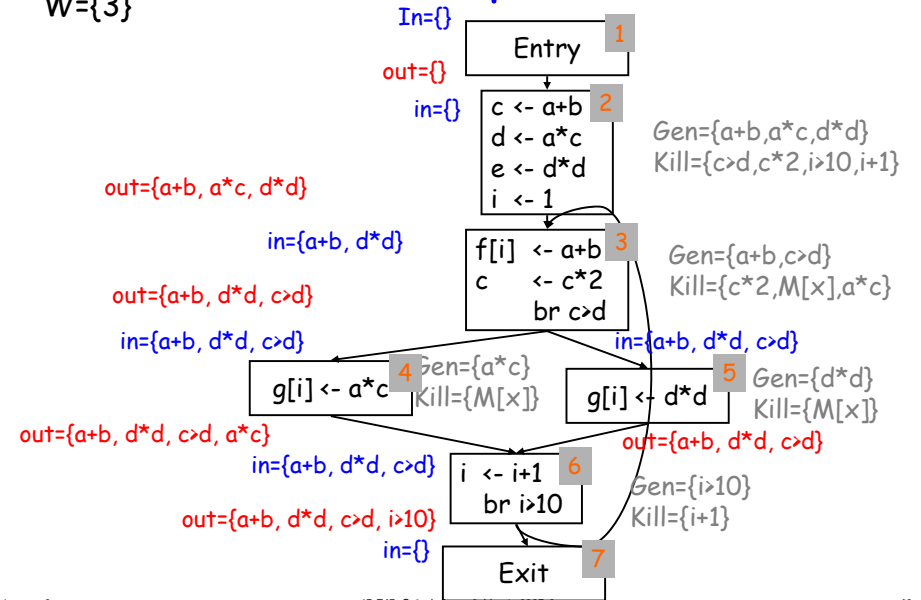 W={3}
In={}
1
Entry
out={}
in={}
2
c <- a+b
d <- a*c
e <- d*d
i <- 1
Gen={a+b,a*c,d*d}
Kill={c>d,c*2,i>10,i+1}
out={a+b, a*c, d*d}
in={a+b, d*d}
3
f[i] <- a+b
c <- c*2
br c>d
Gen={a+b,c>d}
Kill={c*2,M[x],a*c}
out={a+b, d*d, c>d}
in={a+b, d*d, c>d}
in={a+b, d*d, c>d}
4
g[i] <- a*c
Gen={a*c}
Kill={M[x]}
5
g[i] <- d*d
Gen={d*d}
Kill={M[x]}
out={a+b, d*d, c>d, a*c}
out={a+b, d*d, c>d}
in={a+b, d*d, c>d}
6
i <- i+1
br i>10
Gen={i>10}
Kill={i+1}
out={a+b, d*d, c>d, i>10}
in={}
7
Exit